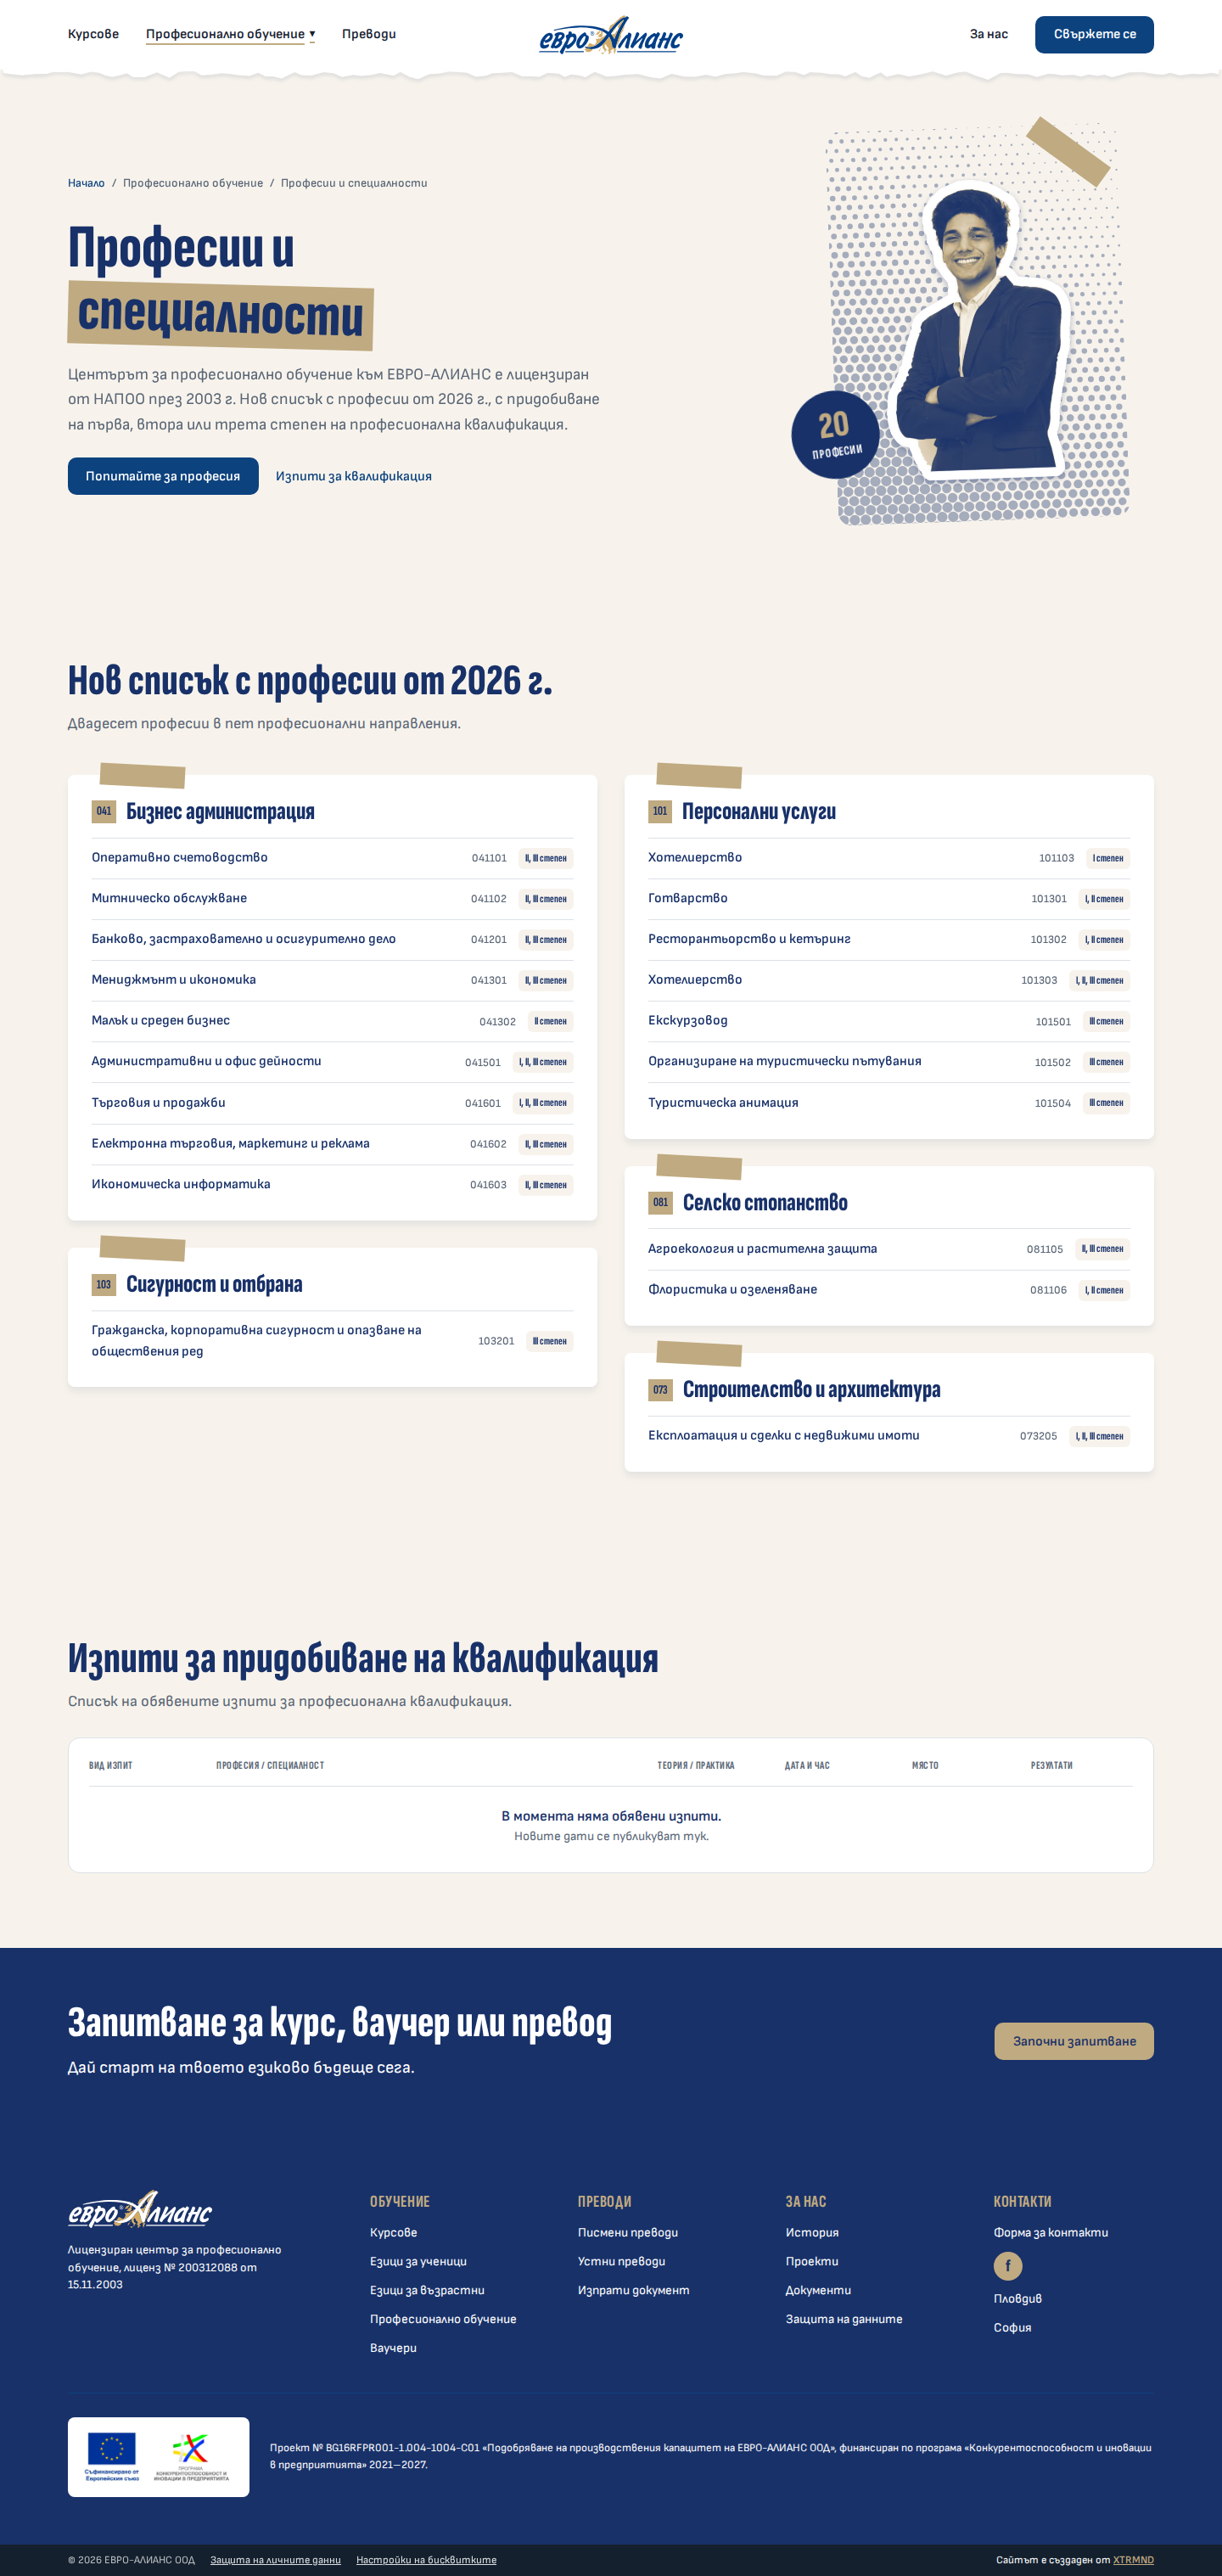 Курсове
Професионално обучение ▾
Преводи
евроАлианс
За нас
Свържете се
Начало / Професионално обучение / Професии и специалности
Професии и
специалности
Центърът за професионално обучение към ЕВРО-АЛИАНС е лицензиран
от НАПОО през 2003 г. Нов списък с професии от 2026 г., с придобиване
на първа, втора или трета степен на професионална квалификация.
Попитайте за професия
Изпити за квалификация
20
ПРОФЕСИИ
Нов списък с професии от 2026 г.
Двадесет професии в пет професионални направления.
041 Бизнес администрация
Оперативно счетоводство 041101 II, III степен
Митническо обслужване 041102 II, III степен
Банково, застрахователно и осигурително дело 041201 II, III степен
Мениджмънт и икономика 041301 II, III степен
Малък и среден бизнес 041302 II степен
Административни и офис дейности 041501 I, II, III степен
Търговия и продажби 041601 I, II, III степен
Електронна търговия, маркетинг и реклама 041602 II, III степен
Икономическа информатика 041603 II, III степен
103 Сигурност и отбрана
Гражданска, корпоративна сигурност и опазване на
обществения ред
103201 III степен
101 Персонални услуги
Хотелиерство 101103 I степен
Готварство 101301 I, II степен
Ресторантьорство и кетъринг 101302 I, II степен
Хотелиерство 101303 I, II, III степен
Екскурзовод 101501 III степен
Организиране на туристически пътувания 101502 III степен
Туристическа анимация 101504 III степен
081 Селско стопанство
Агроекология и растителна защита 081105 II, III степен
Флористика и озеленяване 081106 I, II степен
073 Строителство и архитектура
Експлоатация и сделки с недвижими имоти 073205 I, II, III степен
Изпити за придобиване на квалификация
Списък на обявените изпити за професионална квалификация.
ВИД ИЗПИТ ПРОФЕСИЯ / СПЕЦИАЛНОСТ ТЕОРИЯ / ПРАКТИКА ДАТА И ЧАС МЯСТО РЕЗУЛТАТИ
В момента няма обявени изпити.
Новите дати се публикуват тук.
Запитване за курс, ваучер или превод
Дай старт на твоето езиково бъдеще сега.
Започни запитване
евроАлианс
Лицензиран център за професионално
обучение, лиценз № 200312088 от
15.11.2003
ОБУЧЕНИЕ
Курсове
Езици за ученици
Езици за възрастни
Професионално обучение
Ваучери
ПРЕВОДИ
Писмени преводи
Устни преводи
Изпрати документ
ЗА НАС
История
Проекти
Документи
Защита на данните
КОНТАКТИ
Форма за контакти
f
Пловдив
София
Съфинансирано от
Европейския съюз
ПРОГРАМА
КОНКУРЕНТОСПОСОБНОСТ И
ИНОВАЦИИ В ПРЕДПРИЯТИЯТА
Проект № BG16RFPR001-1.004-1004-C01 «Подобряване на производствения капацитет на ЕВРО-АЛИАНС ООД», финансиран по програма «Конкурентоспособност и иновации
в предприятията» 2021–2027.
© 2026 ЕВРО-АЛИАНС ООД Защита на личните данни Настройки на бисквитките
Сайтът е създаден от XTRMND